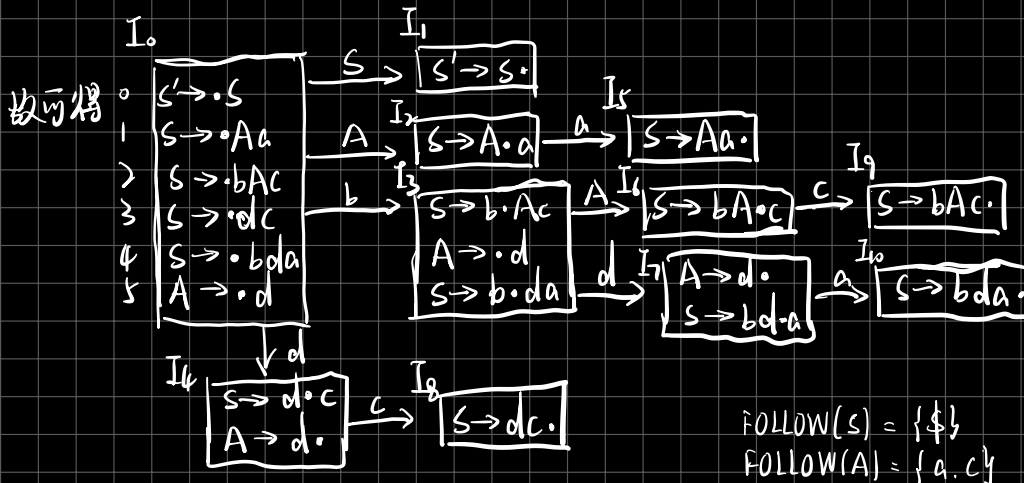 I₀
故可得
0 S'→·S
1 S→·Aa
2 S→·bAc
3 S→·dc
4 S→·bda
5 A→·d
S
I₁
S'→S·
A
I₂
S→A·a
a
I₅
S→Aa·
b
I₃
S→b·Ac
A→·d
S→b·da
A
I₆
S→bA·c
c
I₉
S→bAc·
d
I₇
A→d·
S→bd·a
a
I₁₀
S→bda·
d
I₄
S→d·c
A→d·
c
I₈
S→dc·
FOLLOW(S) = {$}
FOLLOW(A) = {a.c}